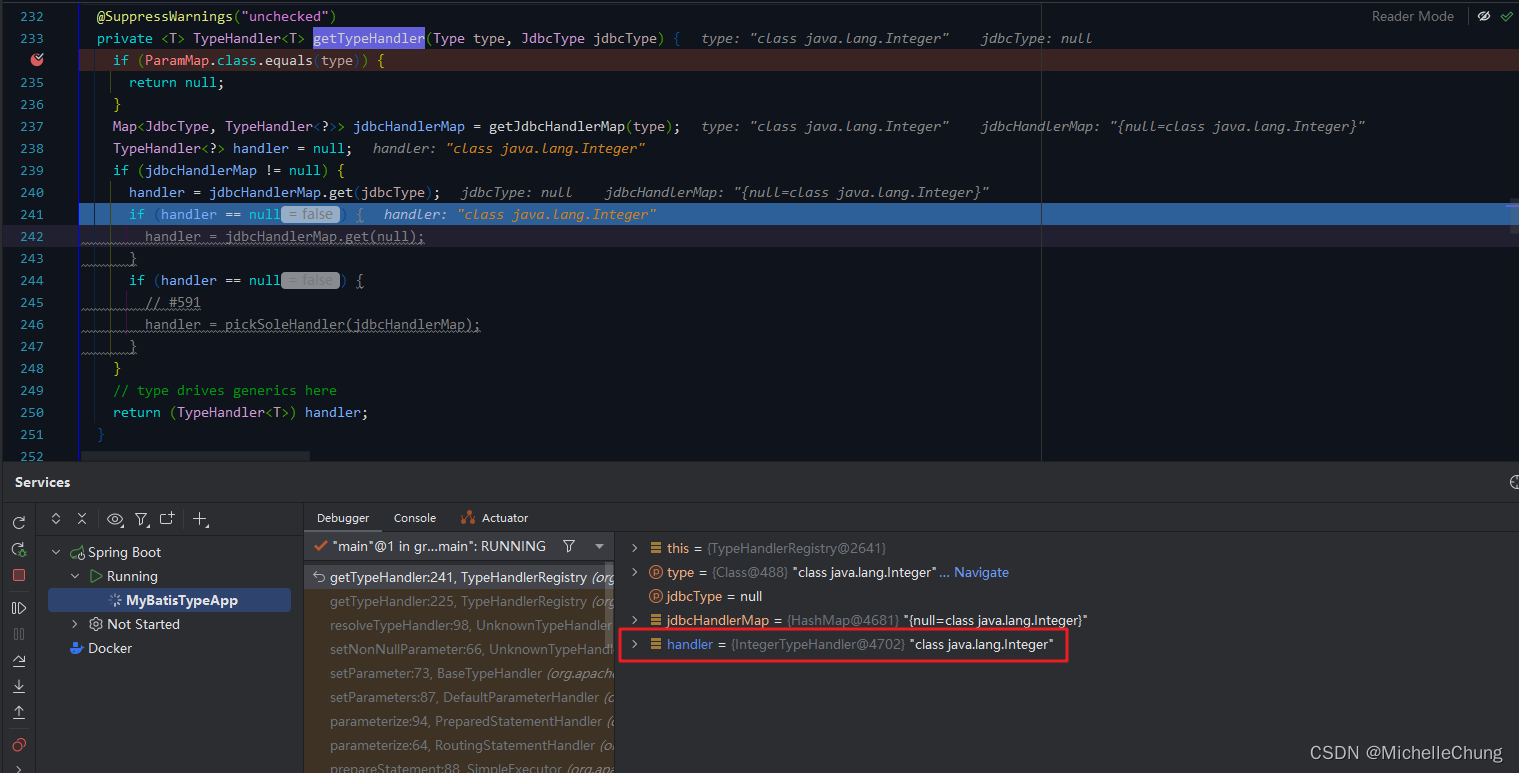 232 @SuppressWarnings("unchecked") Reader Mode
233 private <T> TypeHandler<T> getTypeHandler(Type type, JdbcType jdbcType) { type: "class java.lang.Integer" jdbcType: null
if (ParamMap.class.equals(type)) {
235 return null;
236 }
237 Map<JdbcType, TypeHandler<?>> jdbcHandlerMap = getJdbcHandlerMap(type); type: "class java.lang.Integer" jdbcHandlerMap: "{null=class java.lang.Integer}"
238 TypeHandler<?> handler = null; handler: "class java.lang.Integer"
239 if (jdbcHandlerMap != null) {
240 handler = jdbcHandlerMap.get(jdbcType); jdbcType: null jdbcHandlerMap: "{null=class java.lang.Integer}"
241 if (handler == null = false ) { handler: "class java.lang.Integer"
242 handler = jdbcHandlerMap.get(null);
243 }
244 if (handler == null = false ) {
245 // #591
246 handler = pickSoleHandler(jdbcHandlerMap);
247 }
248 }
249 // type drives generics here
250 return (TypeHandler<T>) handler;
251 }
252
Services
Debugger Console Actuator
Spring Boot
Running
MyBatisTypeApp
Not Started
Docker
"main"@1 in gr...main": RUNNING
getTypeHandler:241, TypeHandlerRegistry (org
getTypeHandler:225, TypeHandlerRegistry (org
resolveTypeHandler:98, UnknownTypeHandler
setNonNullParameter:66, UnknownTypeHandl
setParameter:73, BaseTypeHandler (org.apach
setParameters:87, DefaultParameterHandler (o
parameterize:94, PreparedStatementHandler (o
parameterize:64, RoutingStatementHandler (o
prepareStatement:88, SimpleExecutor (org.apa
this = {TypeHandlerRegistry@2641}
type = {Class@488} "class java.lang.Integer" ... Navigate
jdbcType = null
jdbcHandlerMap = {HashMap@4681} "{null=class java.lang.Integer}"
handler = {IntegerTypeHandler@4702} "class java.lang.Integer"
CSDN @MichelleChung